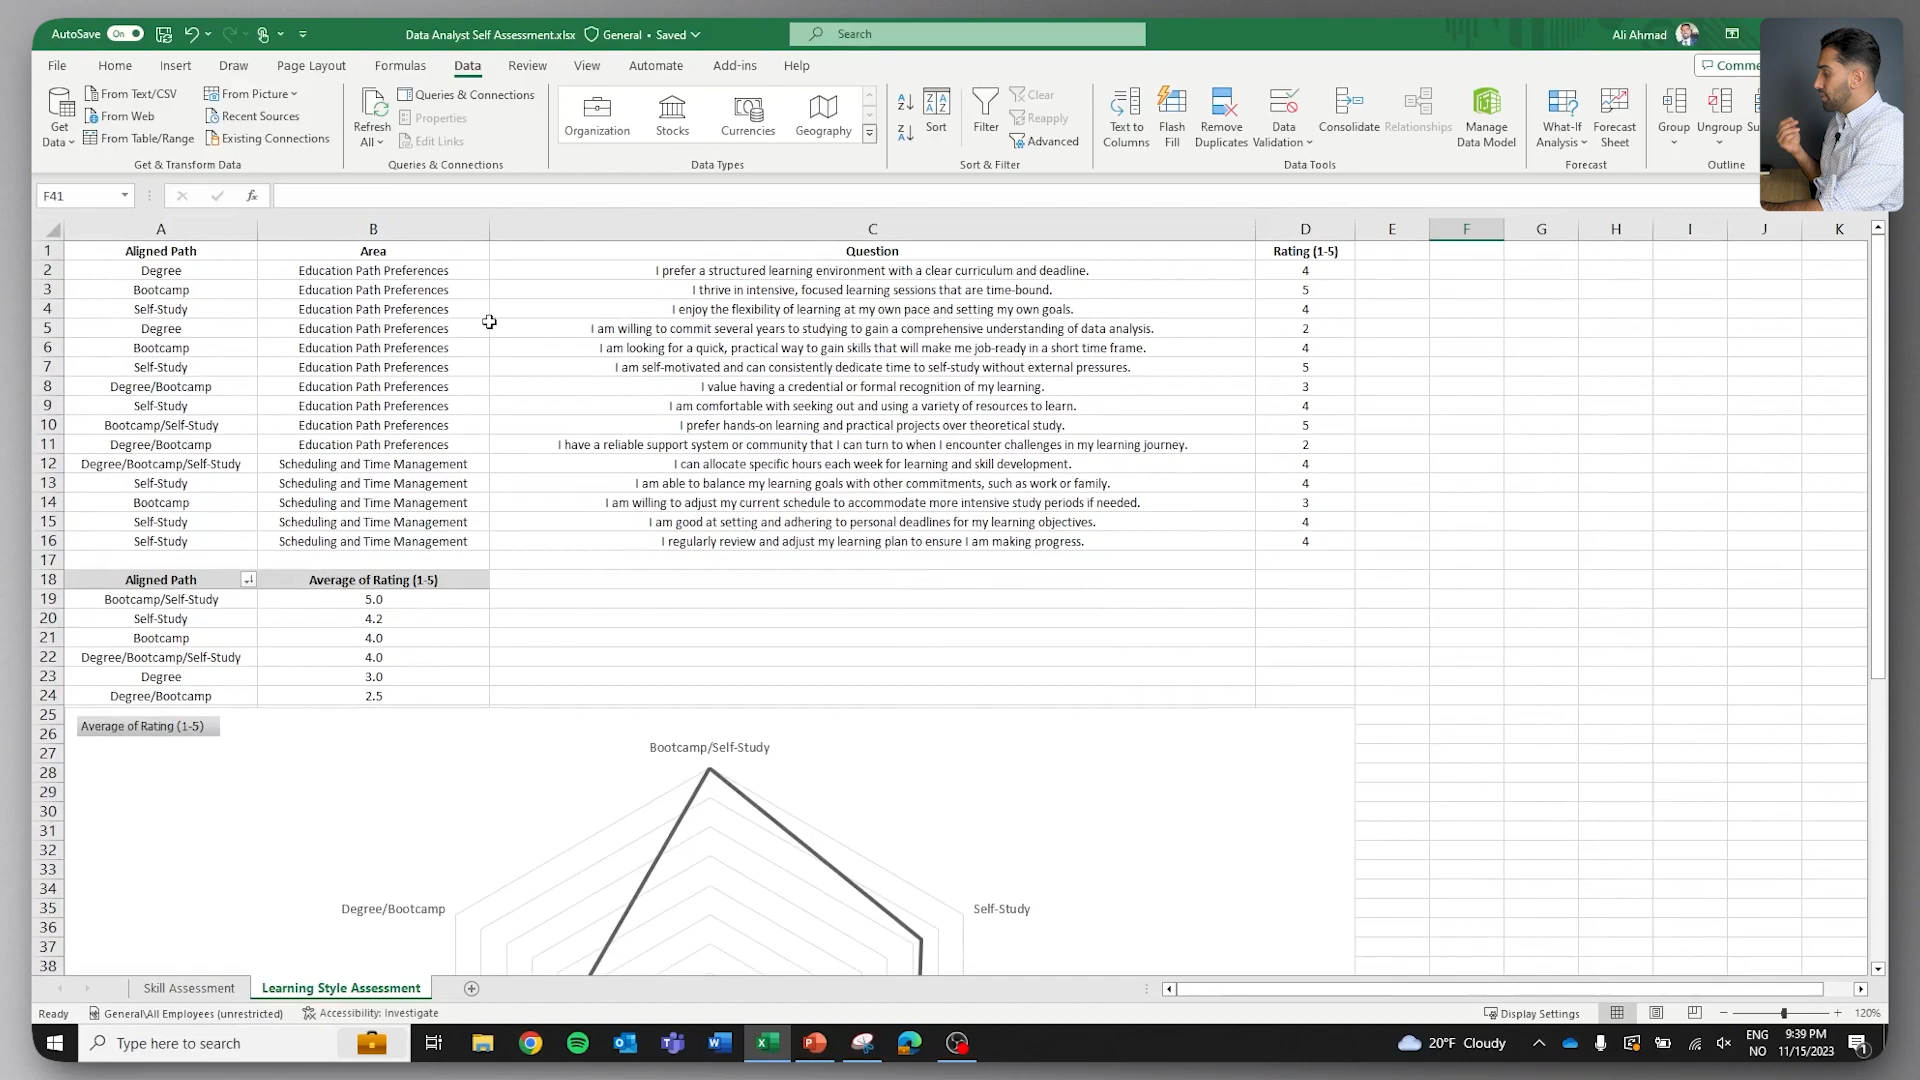 AutoSave On Data Analyst Self Assessment.xlsx General • Saved Search Ali Ahmad
File Home Insert Draw Page Layout Formulas Data Review View Automate Add-ins Help Comme
Get Data From Text/CSV From Web From Table/Range From Picture Recent Sources Existing Connections
Get & Transform Data
Refresh All Queries & Connections Properties Edit Links
Queries & Connections
Organization Stocks Currencies Geography
Data Types
Sort Filter Clear Reapply Advanced
Sort & Filter
Text to Columns Flash Fill Remove Duplicates Data Validation Consolidate Relationships Manage Data Model
Data Tools
What-If Analysis Forecast Sheet
Forecast
Group Ungroup Su
Outline
F41 fx
A B C D E F G H I J K
1 Aligned Path Area Question Rating (1-5)
2 Degree Education Path Preferences I prefer a structured learning environment with a clear curriculum and deadline. 4
3 Bootcamp Education Path Preferences I thrive in intensive, focused learning sessions that are time-bound. 5
4 Self-Study Education Path Preferences I enjoy the flexibility of learning at my own pace and setting my own goals. 4
5 Degree Education Path Preferences I am willing to commit several years to studying to gain a comprehensive understanding of data analysis. 2
6 Bootcamp Education Path Preferences I am looking for a quick, practical way to gain skills that will make me job-ready in a short time frame. 4
7 Self-Study Education Path Preferences I am self-motivated and can consistently dedicate time to self-study without external pressures. 5
8 Degree/Bootcamp Education Path Preferences I value having a credential or formal recognition of my learning. 3
9 Self-Study Education Path Preferences I am comfortable with seeking out and using a variety of resources to learn. 4
10 Bootcamp/Self-Study Education Path Preferences I prefer hands-on learning and practical projects over theoretical study. 5
11 Degree/Bootcamp Education Path Preferences I have a reliable support system or community that I can turn to when I encounter challenges in my learning journey. 2
12 Degree/Bootcamp/Self-Study Scheduling and Time Management I can allocate specific hours each week for learning and skill development. 4
13 Self-Study Scheduling and Time Management I am able to balance my learning goals with other commitments, such as work or family. 4
14 Bootcamp Scheduling and Time Management I am willing to adjust my current schedule to accommodate more intensive study periods if needed. 3
15 Self-Study Scheduling and Time Management I am good at setting and adhering to personal deadlines for my learning objectives. 4
16 Self-Study Scheduling and Time Management I regularly review and adjust my learning plan to ensure I am making progress. 4
17
18 Aligned Path Average of Rating (1-5)
19 Bootcamp/Self-Study 5.0
20 Self-Study 4.2
21 Bootcamp 4.0
22 Degree/Bootcamp/Self-Study 4.0
23 Degree 3.0
24 Degree/Bootcamp 2.5
25
26 Average of Rating (1-5)
27 Bootcamp/Self-Study
28
29
30
31
32
33
34
35 Degree/Bootcamp Self-Study
36
37
38
Skill Assessment Learning Style Assessment
Ready General\All Employees (unrestricted) Accessibility: Investigate Display Settings 120%
Type here to search 20°F Cloudy ENG NO 9:39 PM 11/15/2023 1